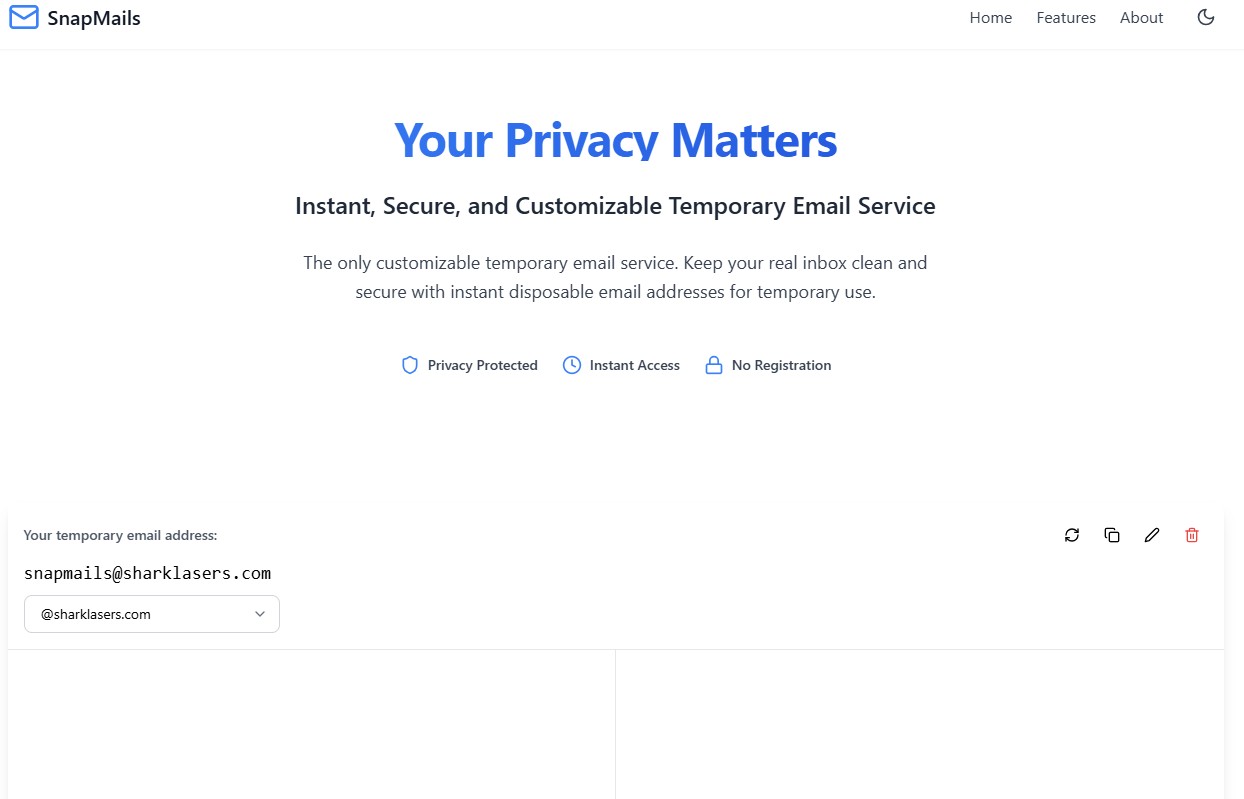 SnapMails
Home
Features
About
Your Privacy Matters
Instant, Secure, and Customizable Temporary Email Service
The only customizable temporary email service. Keep your real inbox clean and
secure with instant disposable email addresses for temporary use.
Privacy Protected
Instant Access
No Registration
Your temporary email address:
snapmails@sharklasers.com
@sharklasers.com